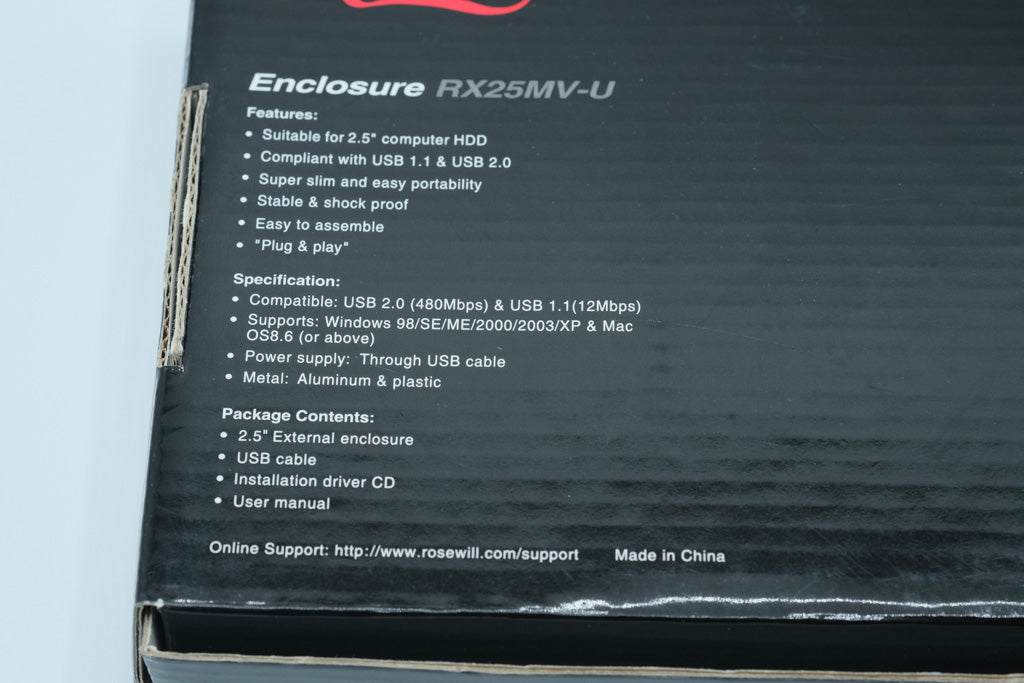 Enclosure RX25MV-U
Features:
• Suitable for 2.5" computer HDD
• Compliant with USB 1.1 & USB 2.0
• Super slim and easy portability
• Stable & shock proof
• Easy to assemble
• "Plug & play"
Specification:
• Compatible: USB 2.0 (480Mbps) & USB 1.1(12Mbps)
• Supports: Windows 98/SE/ME/2000/2003/XP & Mac
OS8.6 (or above)
• Power supply: Through USB cable
• Metal: Aluminum & plastic
Package Contents:
• 2.5" External enclosure
• USB cable
• Installation driver CD
• User manual
Online Support: http://www.rosewill.com/support Made in China